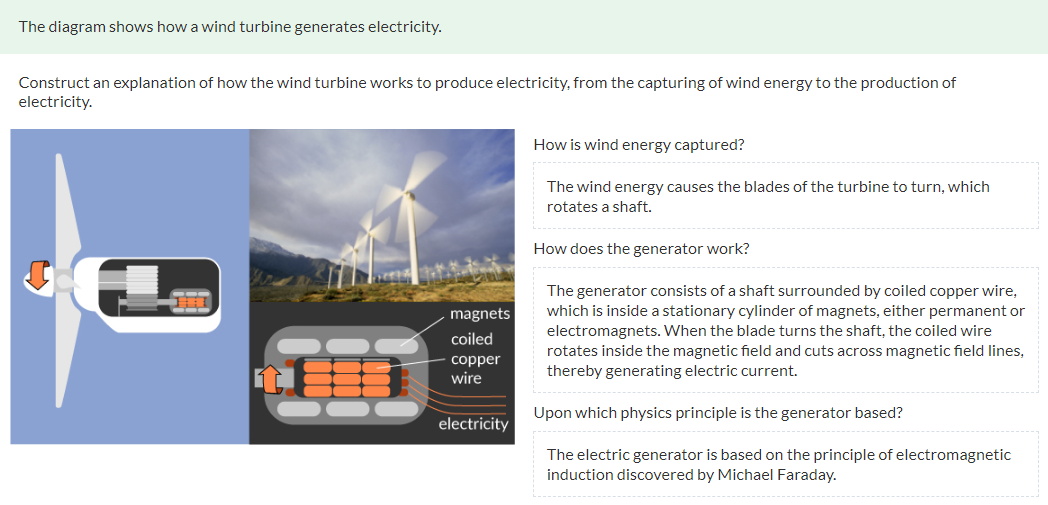 The diagram shows how a wind turbine generates electricity.
Construct an explanation of how the wind turbine works to produce electricity, from the capturing of wind energy to the production of
electricity.
magnets
coiled
copper
wire
electricity
How is wind energy captured?
The wind energy causes the blades of the turbine to turn, which
rotates a shaft.
How does the generator work?
The generator consists of a shaft surrounded by coiled copper wire,
which is inside a stationary cylinder of magnets, either permanent or
electromagnets. When the blade turns the shaft, the coiled wire
rotates inside the magnetic field and cuts across magnetic field lines,
thereby generating electric current.
Upon which physics principle is the generator based?
The electric generator is based on the principle of electromagnetic
induction discovered by Michael Faraday.